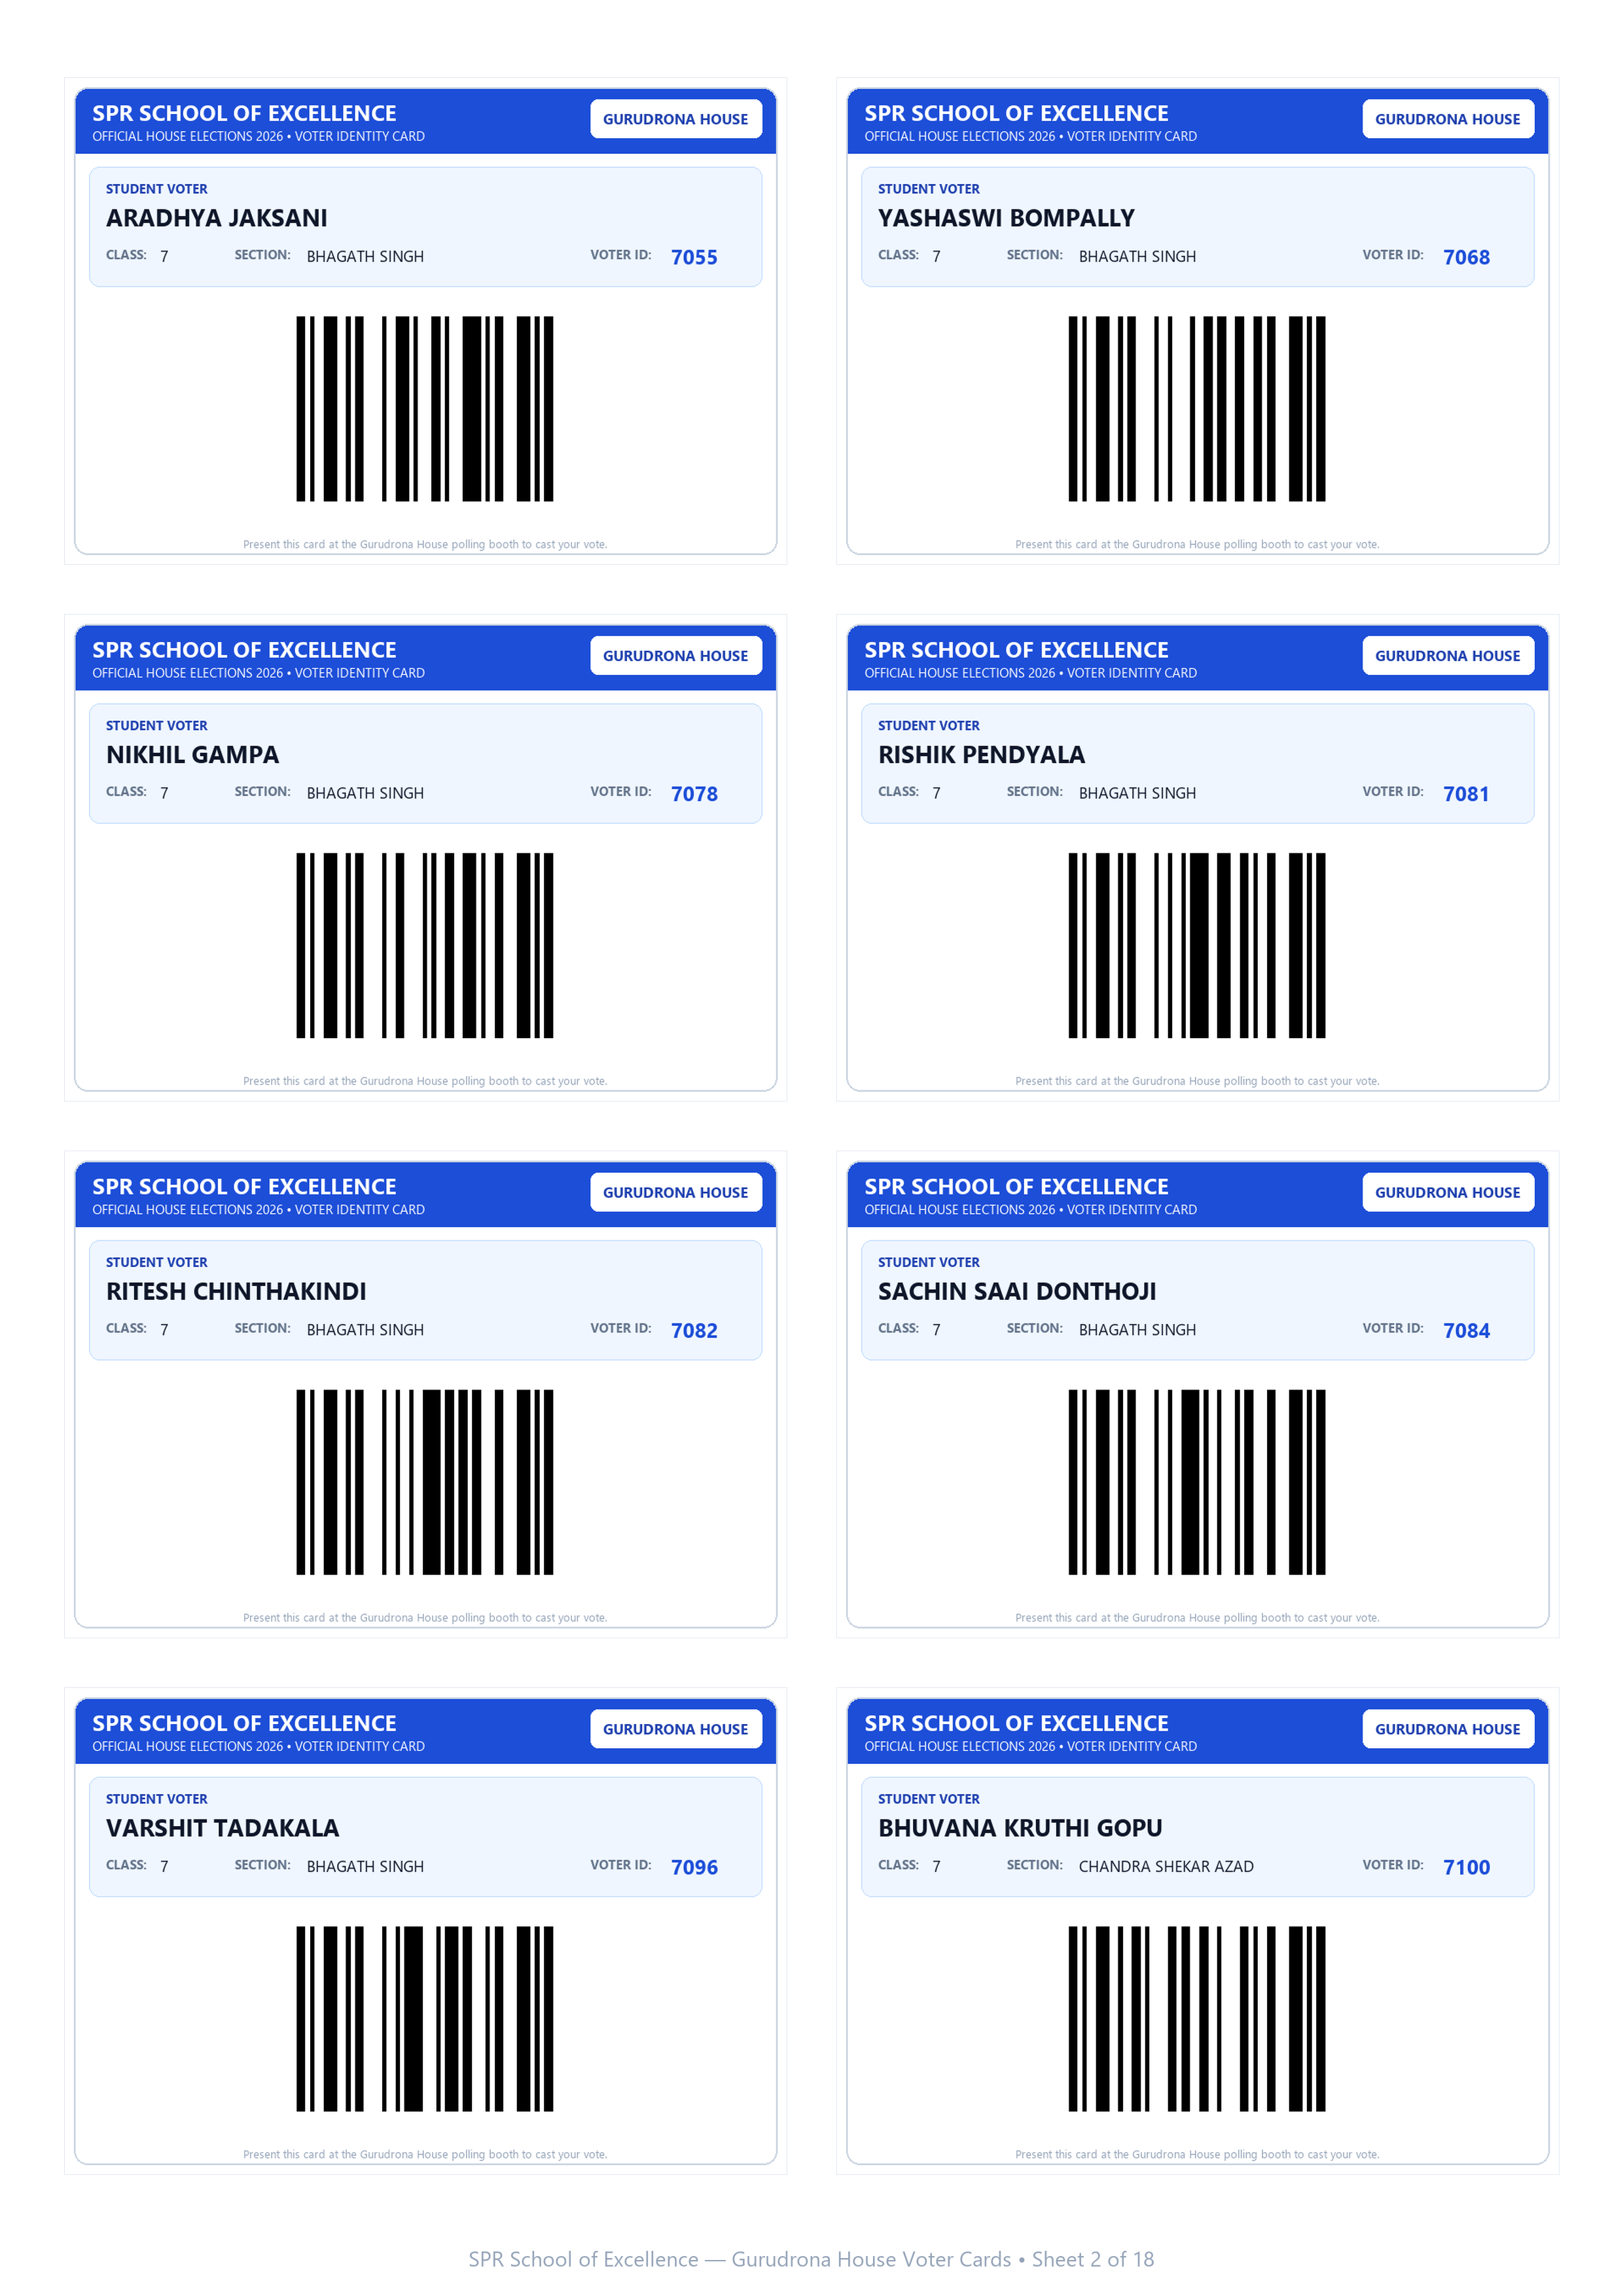 SPR SCHOOL OF EXCELLENCE
OFFICIAL HOUSE ELECTIONS 2026 • VOTER IDENTITY CARD
GURUDRONA HOUSE
STUDENT VOTER
ARADHYA JAKSANI
CLASS: 7 SECTION: BHAGATH SINGH VOTER ID: 7055
Present this card at the Gurudrona House polling booth to cast your vote.
SPR SCHOOL OF EXCELLENCE
OFFICIAL HOUSE ELECTIONS 2026 • VOTER IDENTITY CARD
GURUDRONA HOUSE
STUDENT VOTER
YASHASWI BOMPALLY
CLASS: 7 SECTION: BHAGATH SINGH VOTER ID: 7068
Present this card at the Gurudrona House polling booth to cast your vote.
SPR SCHOOL OF EXCELLENCE
OFFICIAL HOUSE ELECTIONS 2026 • VOTER IDENTITY CARD
GURUDRONA HOUSE
STUDENT VOTER
NIKHIL GAMPA
CLASS: 7 SECTION: BHAGATH SINGH VOTER ID: 7078
Present this card at the Gurudrona House polling booth to cast your vote.
SPR SCHOOL OF EXCELLENCE
OFFICIAL HOUSE ELECTIONS 2026 • VOTER IDENTITY CARD
GURUDRONA HOUSE
STUDENT VOTER
RISHIK PENDYALA
CLASS: 7 SECTION: BHAGATH SINGH VOTER ID: 7081
Present this card at the Gurudrona House polling booth to cast your vote.
SPR SCHOOL OF EXCELLENCE
OFFICIAL HOUSE ELECTIONS 2026 • VOTER IDENTITY CARD
GURUDRONA HOUSE
STUDENT VOTER
RITESH CHINTHAKINDI
CLASS: 7 SECTION: BHAGATH SINGH VOTER ID: 7082
Present this card at the Gurudrona House polling booth to cast your vote.
SPR SCHOOL OF EXCELLENCE
OFFICIAL HOUSE ELECTIONS 2026 • VOTER IDENTITY CARD
GURUDRONA HOUSE
STUDENT VOTER
SACHIN SAAI DONTHOJI
CLASS: 7 SECTION: BHAGATH SINGH VOTER ID: 7084
Present this card at the Gurudrona House polling booth to cast your vote.
SPR SCHOOL OF EXCELLENCE
OFFICIAL HOUSE ELECTIONS 2026 • VOTER IDENTITY CARD
GURUDRONA HOUSE
STUDENT VOTER
VARSHIT TADAKALA
CLASS: 7 SECTION: BHAGATH SINGH VOTER ID: 7096
Present this card at the Gurudrona House polling booth to cast your vote.
SPR SCHOOL OF EXCELLENCE
OFFICIAL HOUSE ELECTIONS 2026 • VOTER IDENTITY CARD
GURUDRONA HOUSE
STUDENT VOTER
BHUVANA KRUTHI GOPU
CLASS: 7 SECTION: CHANDRA SHEKAR AZAD VOTER ID: 7100
Present this card at the Gurudrona House polling booth to cast your vote.
SPR School of Excellence — Gurudrona House Voter Cards • Sheet 2 of 18